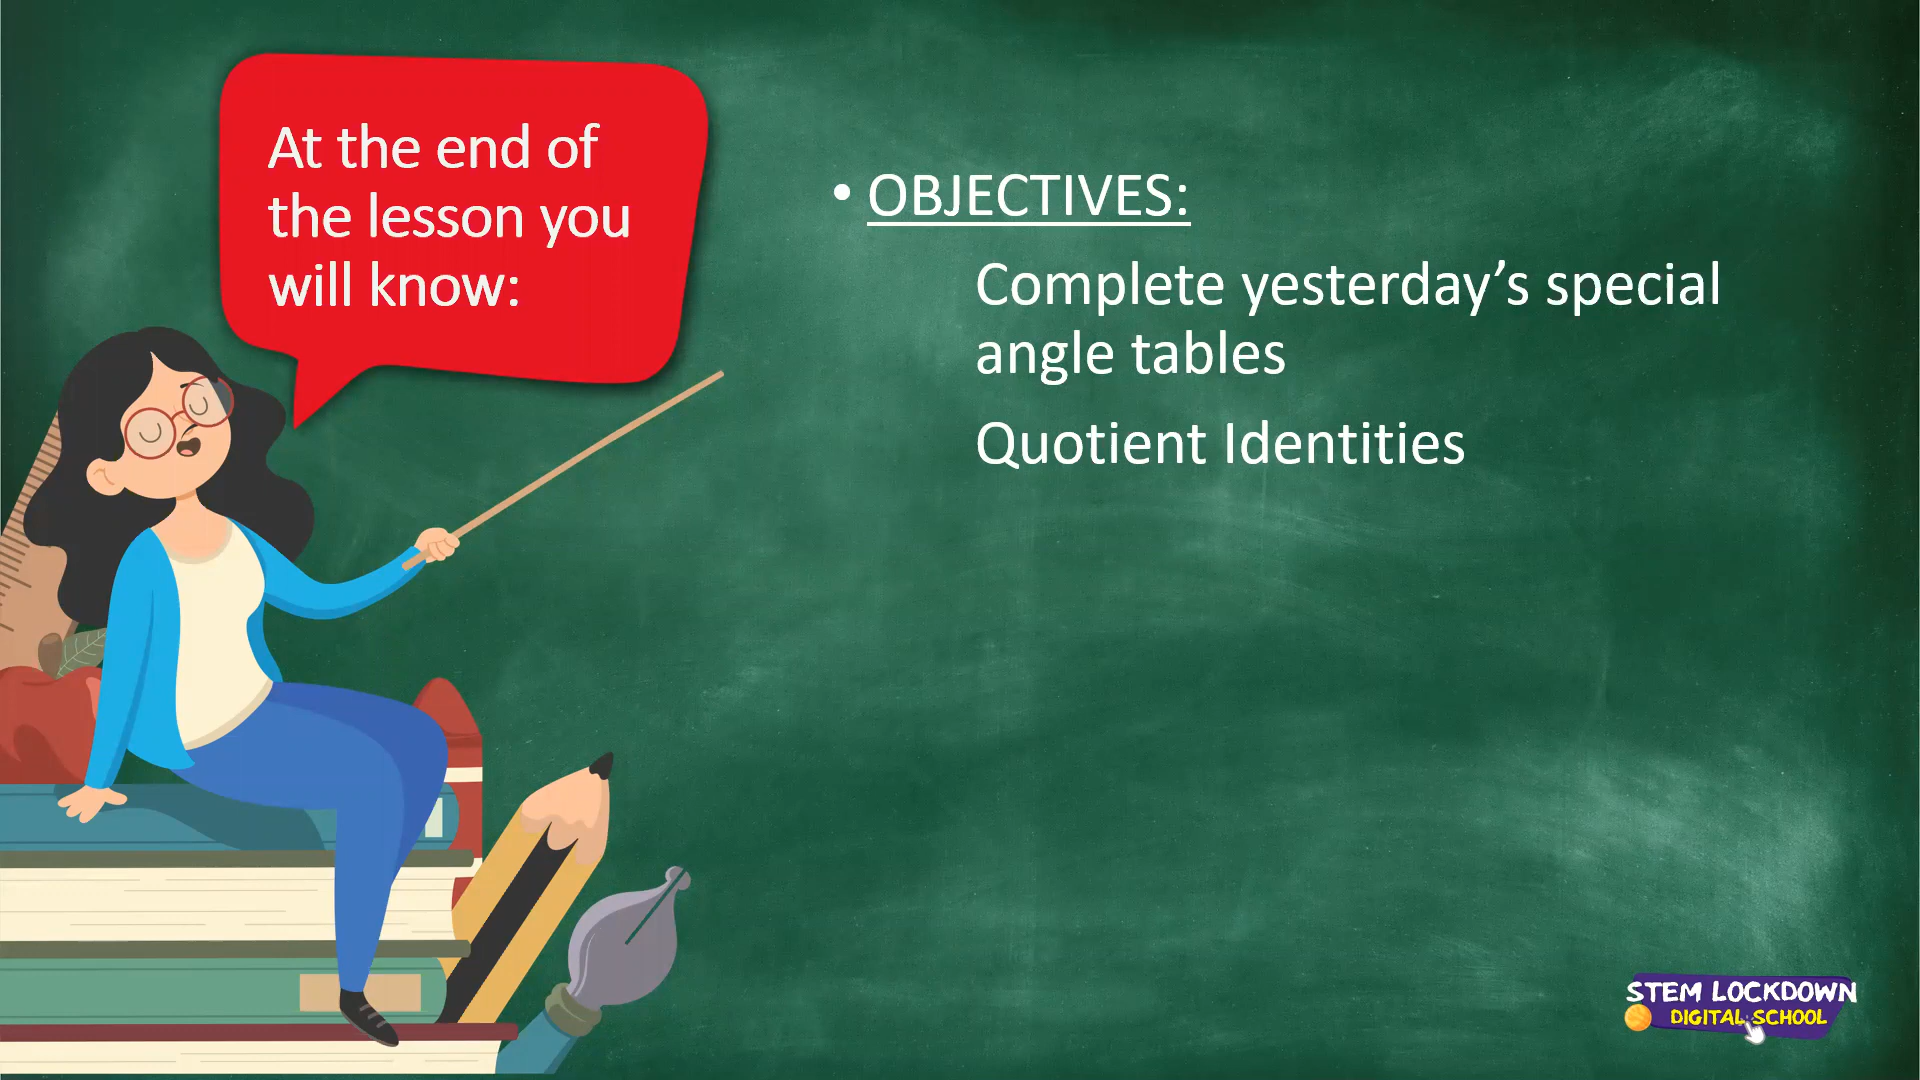 At the end of
the lesson you
will know:
• OBJECTIVES:
Complete yesterday’s special
angle tables
Quotient Identities
STEM LOCKDOWN
DIGITAL SCHOOL